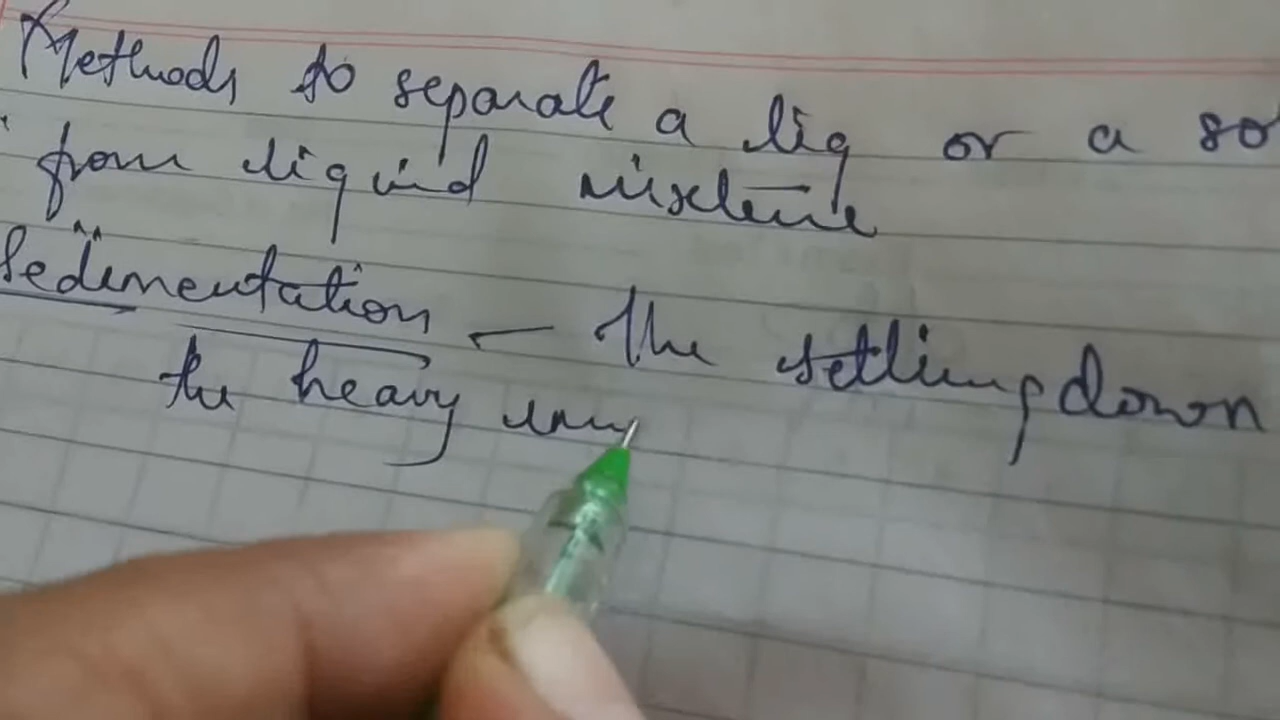 Methods to separate a liq or a so
from liquid mixture
Sedimentation — The settling down
the heavy